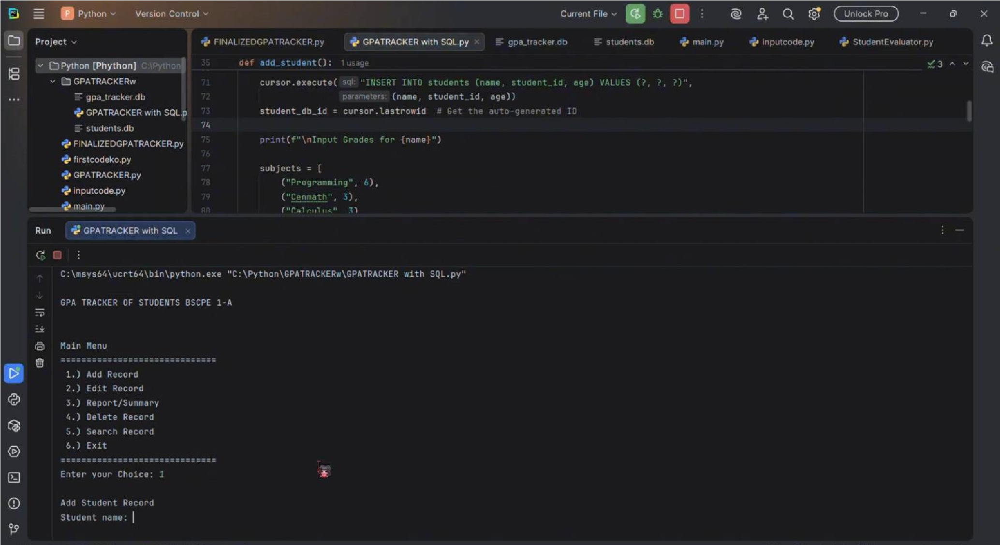 P Python Version Control Current File Unlock Pro
Project
Python [Phython] C:\Python
GPATRACKERw
gpa_tracker.db
GPATRACKER with SQL.p
students.db
FINALIZEDGPATRACKER.py
firstcodeko.py
GPATRACKER.py
inputcode.py
main.py
FINALIZEDGPATRACKER.py GPATRACKER with SQL.py gpa_tracker.db students.db main.py inputcode.py StudentEvaluator.py
35 def add_student(): 1 usage 3
71 cursor.execute( sql: "INSERT INTO students (name, student_id, age) VALUES (?, ?, ?)",
72 parameters: (name, student_id, age))
73 student_db_id = cursor.lastrowid # Get the auto-generated ID
74
75 print(f"\nInput Grades for {name}")
76
77 subjects = [
78 ("Programming", 6),
79 ("Cenmath", 3),
80 ("Calculus", 3)
Run GPATRACKER with SQL
C:\msys64\ucrt64\bin\python.exe "C:\Python\GPATRACKERw\GPATRACKER with SQL.py"
GPA TRACKER OF STUDENTS BSCPE 1-A
Main Menu
==============================
1.) Add Record
2.) Edit Record
3.) Report/Summary
4.) Delete Record
5.) Search Record
6.) Exit
==============================
Enter your Choice: 1
Add Student Record
Student name: